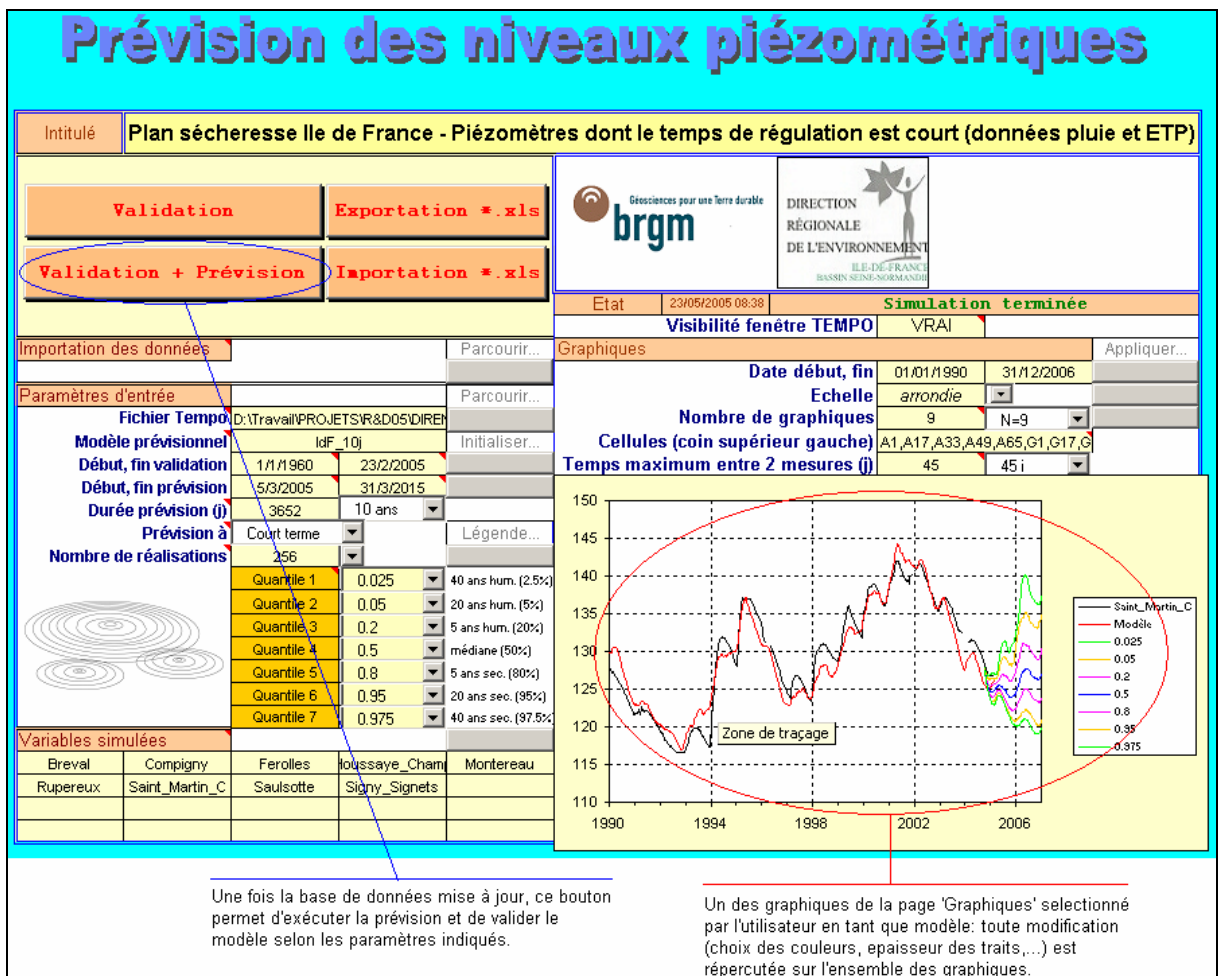 Prévision des niveaux piézométriques
Intitulé
Plan sécheresse Ile de France - Piézomètres dont le temps de régulation est court (données pluie et ETP)
Validation
Exportation *.xls
Validation + Prévision
Importation *.xls
Géosciences pour une Terre durable
brgm
DIRECTION
RÉGIONALE
DE L'ENVIRONNEMENT
ILE-DE-FRANCE
BASSIN SEINE-NORMANDIE
Etat 23/05/2005 08:38 Simulation terminée
Visibilité fenêtre TEMPO VRAI
Importation des données Parcourir...
Graphiques Appliquer...
Date début, fin 01/01/1990 31/12/2006
Echelle arrondie
Nombre de graphiques 9 N=9
Cellules (coin supérieur gauche) A1,A17,A33,A49,A65,G1,G17,G
Temps maximum entre 2 mesures (j) 45 45 j
Paramètres d'entrée Parcourir...
Fichier Tempo D:\Travail\PROJETS\R&D05\DIREN
Modèle prévisionnel IdF_10j Initialiser...
Début, fin validation 1/1/1960 23/2/2005
Début, fin prévision 5/3/2005 31/3/2015
Durée prévision (j) 3652 10 ans
Prévision à Court terme Légende...
Nombre de réalisations 256
Quantile 1 0.025 40 ans hum. (2.5%)
Quantile 2 0.05 20 ans hum. (5%)
Quantile 3 0.2 5 ans hum. (20%)
Quantile 4 0.5 médiane (50%)
Quantile 5 0.8 5 ans sec. (80%)
Quantile 6 0.95 20 ans sec. (95%)
Quantile 7 0.975 40 ans sec. (97.5%
Variables simulées
Breval Compigny Ferolles Houssaye_Cham Montereau
Rupereux Saint_Martin_C Saulsotte Signy_Signets
150
145
140
135
130
125
120
115
110
1990 1994 1998 2002 2006
Zone de traçage
Saint_Martin_C
Modèle
0.025
0.05
0.2
0.5
0.8
0.95
0.975
Une fois la base de données mise à jour, ce bouton
permet d'exécuter la prévision et de valider le
modèle selon les paramètres indiqués.
Un des graphiques de la page 'Graphiques' selectionné
par l'utilisateur en tant que modèle: toute modification
(choix des couleurs, epaisseur des traits,...) est
répercutée sur l'ensemble des graphiques.